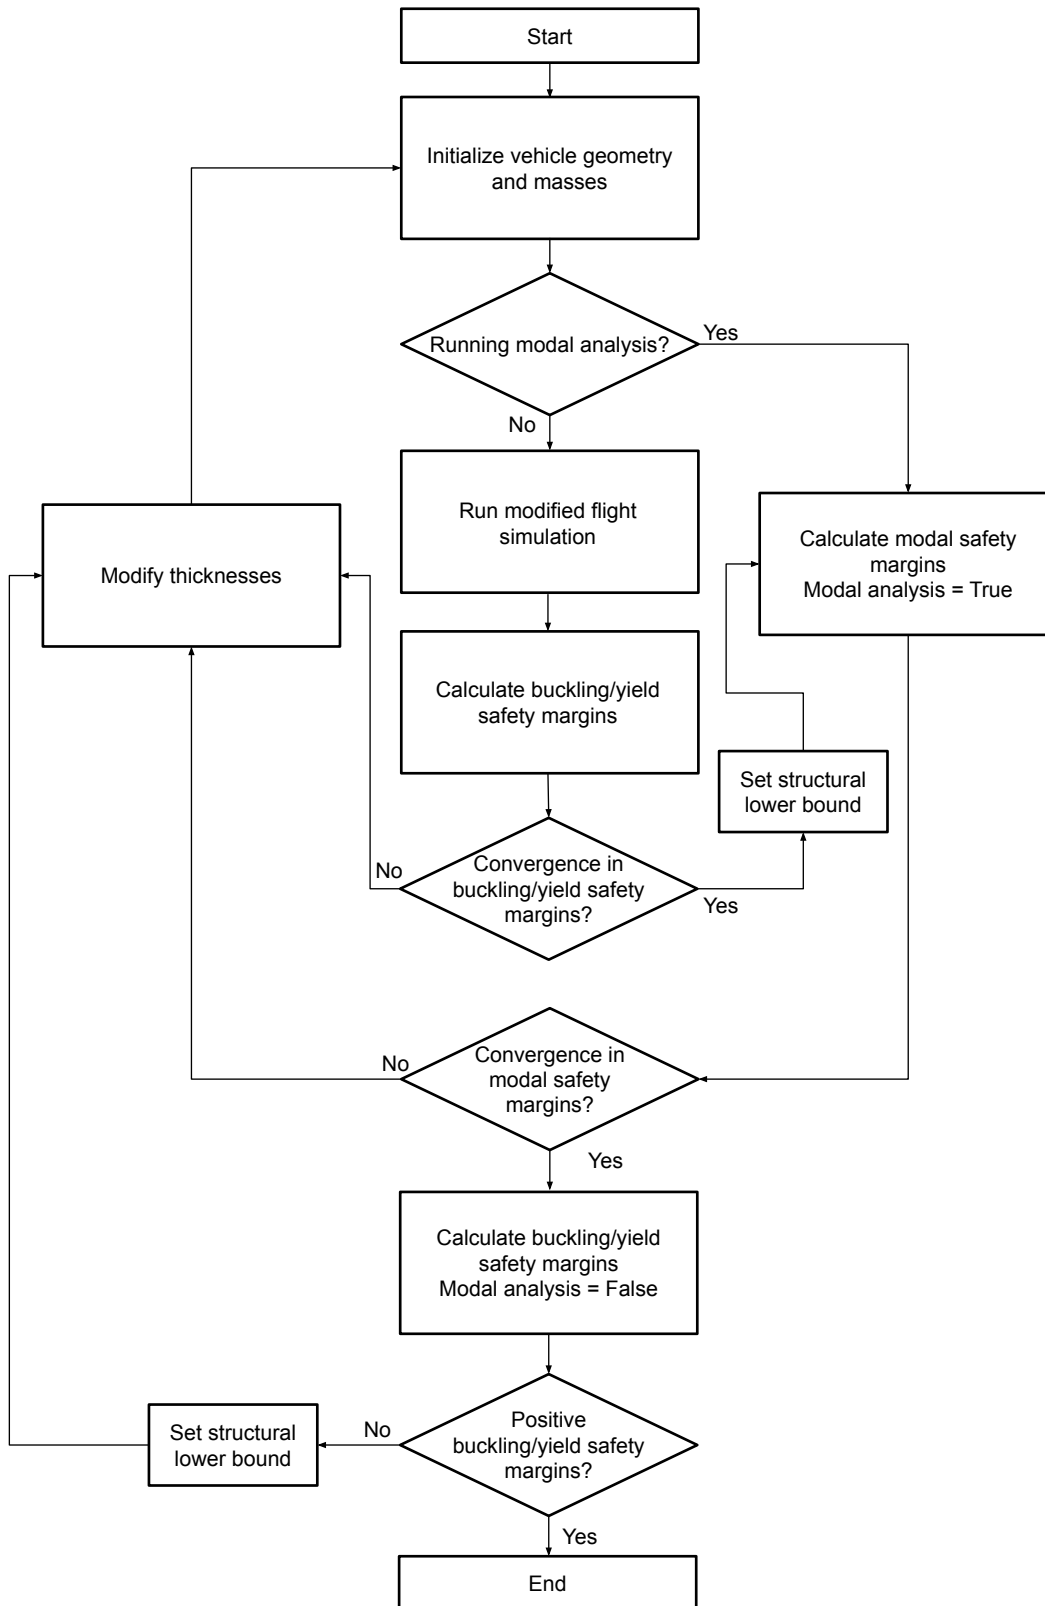 Start
Initialize vehicle geometry
and masses
Running modal analysis?
Yes
No
Run modified flight
simulation
Modify thicknesses
Calculate modal safety
margins
Modal analysis = True
Calculate buckling/yield
safety margins
Set structural
lower bound
Convergence in
buckling/yield safety
margins?
No
Yes
Convergence in
modal safety
margins?
No
Yes
Calculate buckling/yield
safety margins
Modal analysis = False
Positive
buckling/yield safety
margins?
No
Set structural
lower bound
Yes
End